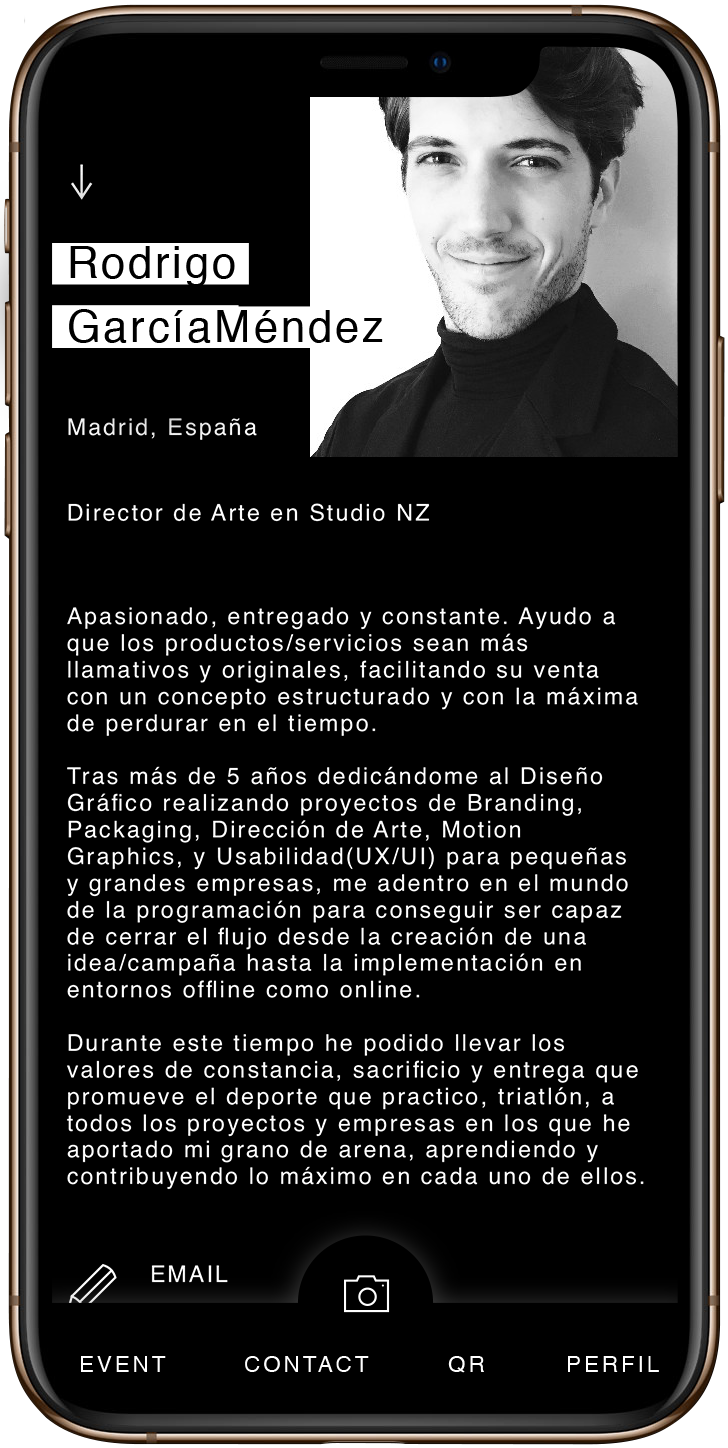 Rodrigo
GarcíaMéndez
Madrid, España
Director de Arte en Studio NZ
Apasionado, entregado y constante. Ayudo a
que los productos/servicios sean más
llamativos y originales, facilitando su venta
con un concepto estructurado y con la máxima
de perdurar en el tiempo.
Tras más de 5 años dedicándome al Diseño
Gráfico realizando proyectos de Branding,
Packaging, Dirección de Arte, Motion
Graphics, y Usabilidad(UX/UI) para pequeñas
y grandes empresas, me adentro en el mundo
de la programación para conseguir ser capaz
de cerrar el flujo desde la creación de una
idea/campaña hasta la implementación en
entornos offline como online.
Durante este tiempo he podido llevar los
valores de constancia, sacrificio y entrega que
promueve el deporte que practico, triatlón, a
todos los proyectos y empresas en los que he
aportado mi grano de arena, aprendiendo y
contribuyendo lo máximo en cada uno de ellos.
EMAIL
EVENT CONTACT QR PERFIL